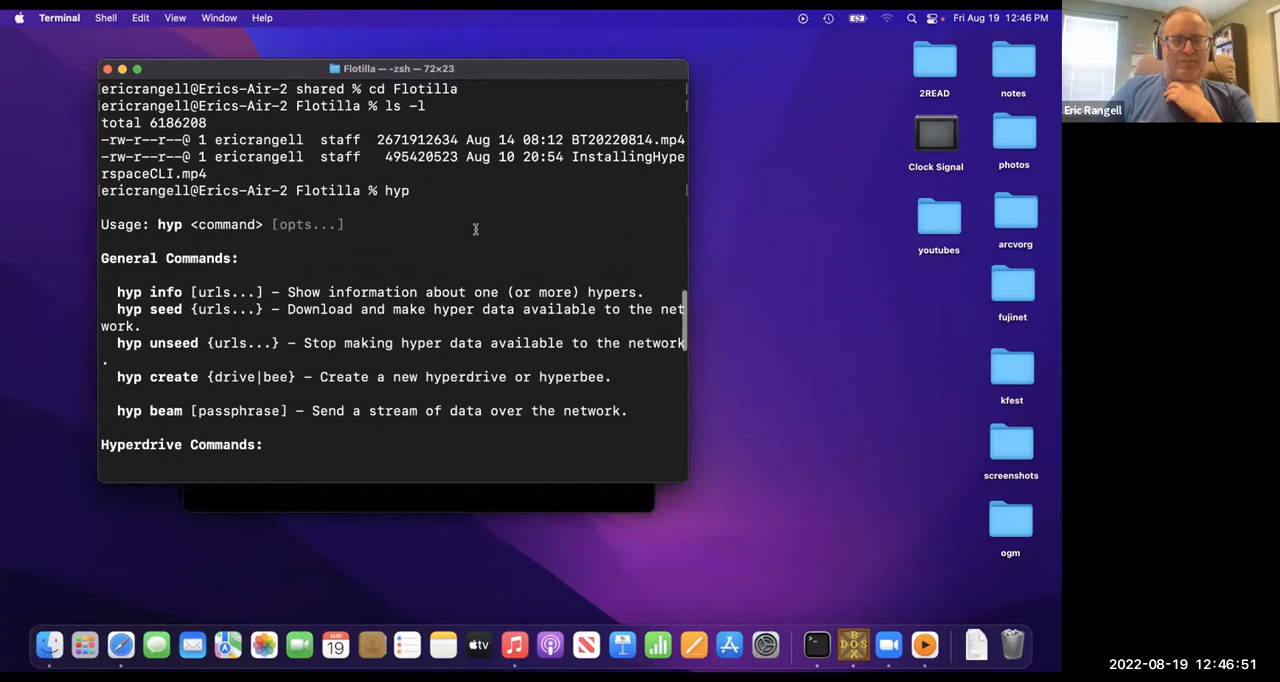 Terminal Shell Edit View Window Help Fri Aug 19 12:46 PM
Flotilla — -zsh — 72×23
ericrangell@Erics-Air-2 shared % cd Flotilla
ericrangell@Erics-Air-2 Flotilla % ls -l
total 6186208
-rw-r--r--@ 1 ericrangell  staff  2671912634 Aug 14 08:12 BT20220814.mp4
-rw-r--r--@ 1 ericrangell  staff   495420523 Aug 10 20:54 InstallingHype
rspaceCLI.mp4
ericrangell@Erics-Air-2 Flotilla % hyp
Usage: hyp <command> [opts...]
General Commands:
hyp info [urls...] - Show information about one (or more) hypers.
hyp seed {urls...} - Download and make hyper data available to the net
work.
hyp unseed {urls...} - Stop making hyper data available to the network
.
hyp create {drive|bee} - Create a new hyperdrive or hyperbee.
hyp beam [passphrase] - Send a stream of data over the network.
Hyperdrive Commands:
2READ
notes
Clock Signal
photos
youtubes
arcvorg
fujinet
kfest
screenshots
ogm
Eric Rangell
AUG
19
tv
DOS
2022-08-19 12:46:51